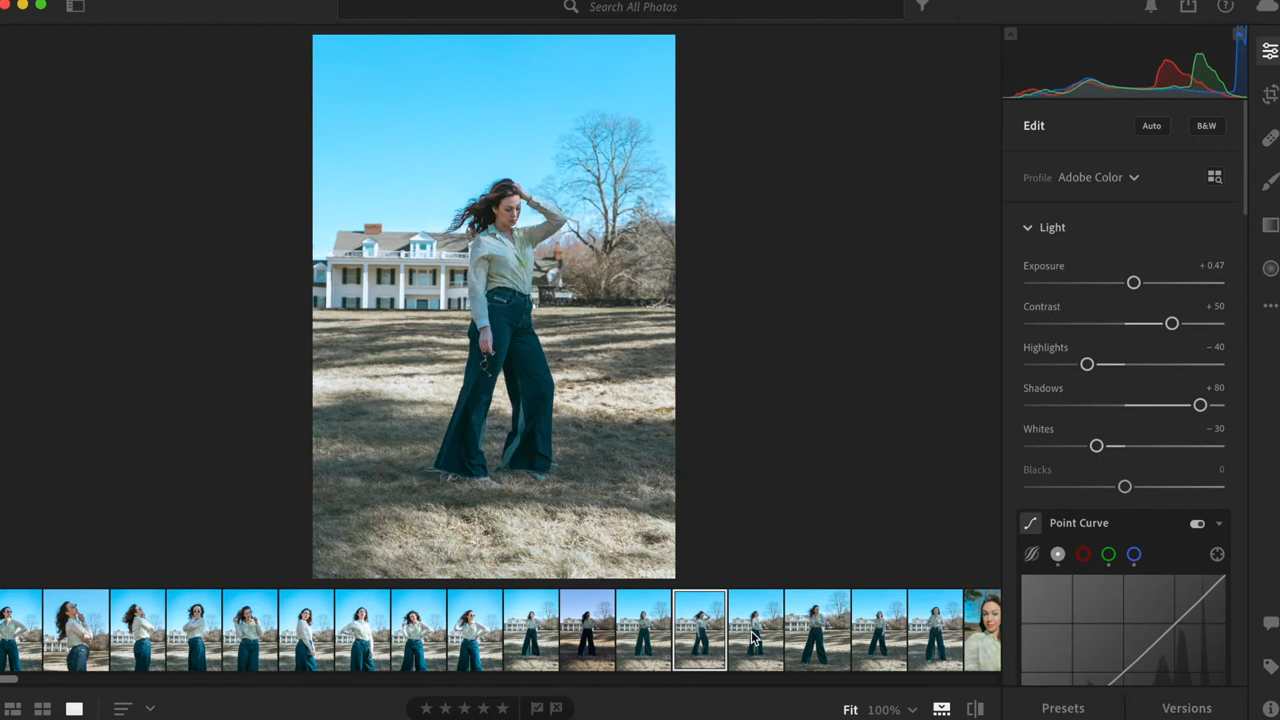 Search All Photos
Edit
Auto
B&W
Profile Adobe Color
Light
Exposure + 0.47
Contrast + 50
Highlights – 40
Shadows + 80
Whites – 30
Blacks 0
Point Curve
Fit 100%
Presets
Versions